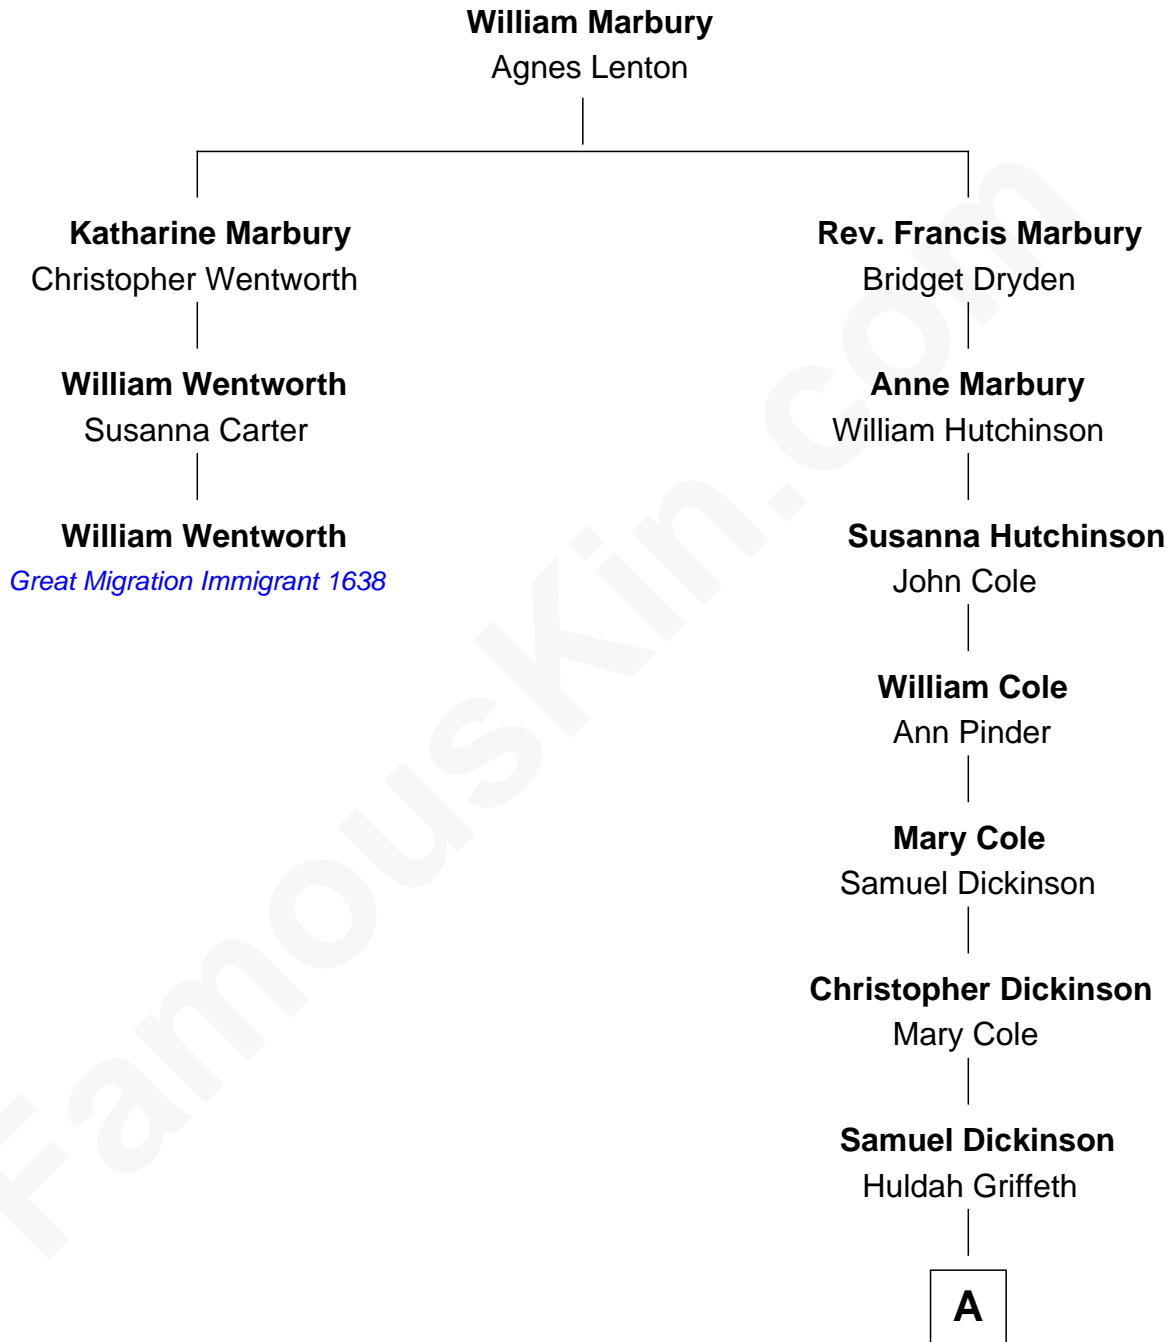 William Marbury
Agnes Lenton
Katharine Marbury
Christopher Wentworth
William Wentworth
Susanna Carter
William Wentworth
Great Migration Immigrant 1638
Rev. Francis Marbury
Bridget Dryden
Anne Marbury
William Hutchinson
Susanna Hutchinson
John Cole
William Cole
Ann Pinder
Mary Cole
Samuel Dickinson
Christopher Dickinson
Mary Cole
Samuel Dickinson
Huldah Griffeth
A
FamousKin.com